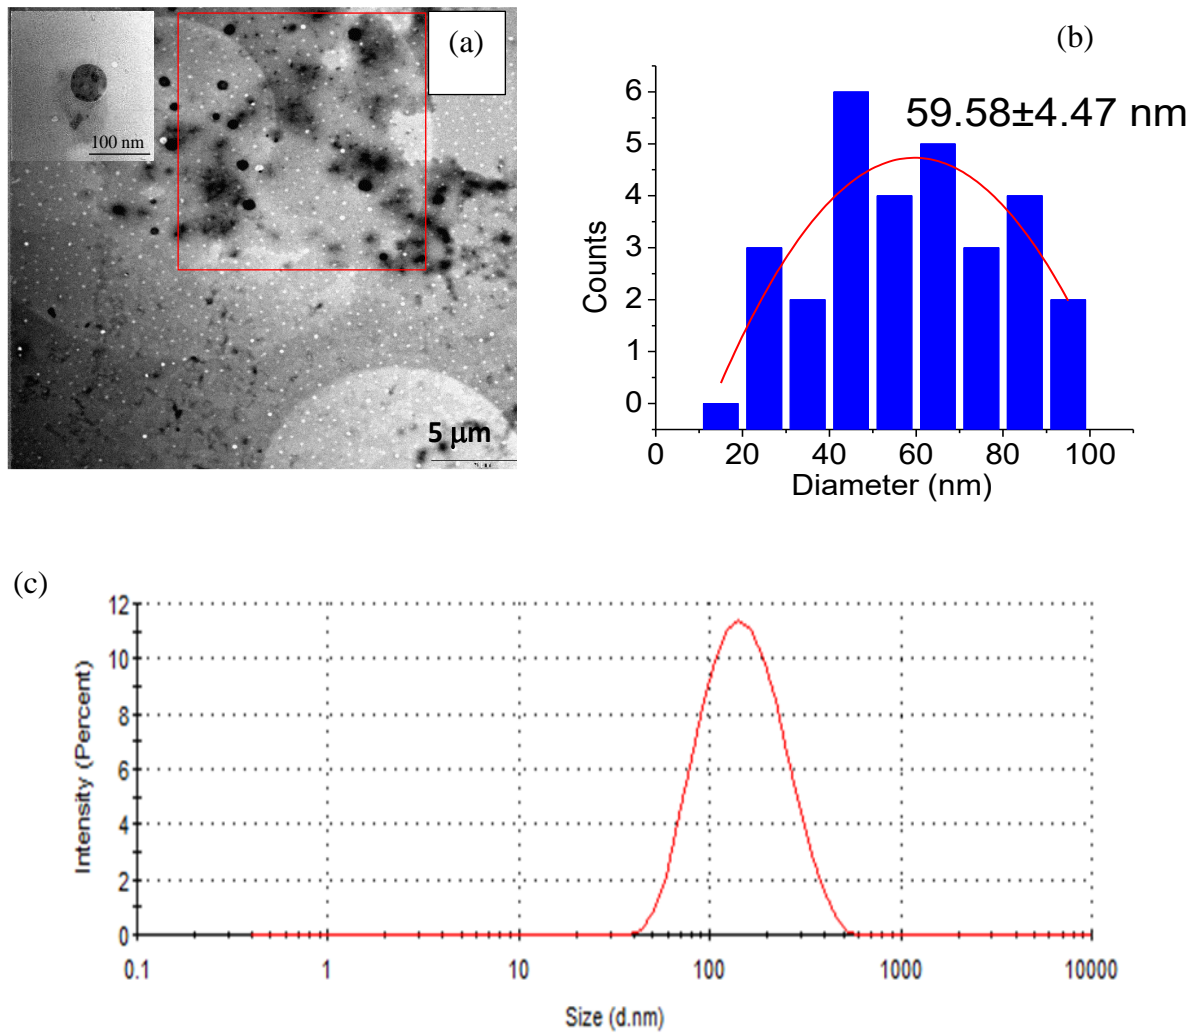 (a)
100 nm
5 µm
(b)
59.58±4.47 nm
Counts
6
5
4
3
2
1
0
0 20 40 60 80 100
Diameter (nm)
(c)
Intensity (Percent)
12
10
8
6
4
2
0
0.1 1 10 100 1000 10000
Size (d.nm)